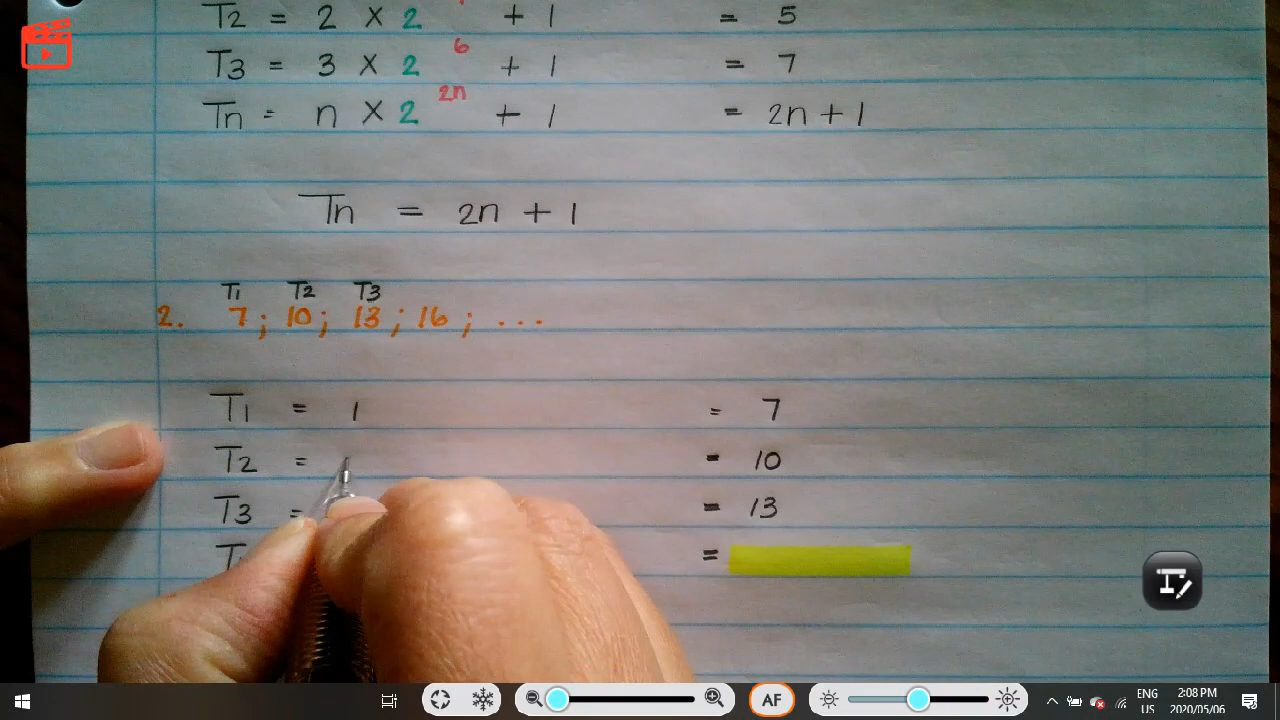 T2 = 2 X 2 + 1 = 5
6
T3 = 3 X 2 + 1 = 7
2n
Tn = n X 2 + 1 = 2n + 1
Tn = 2n + 1
T1 T2 T3
2. 7 ; 10 ; 13 ; 16 ; ...
T1 = 1 = 7
T2 = = 10
T3 = = 13
=
AF
ENG 2:08 PM
US 2020/05/06